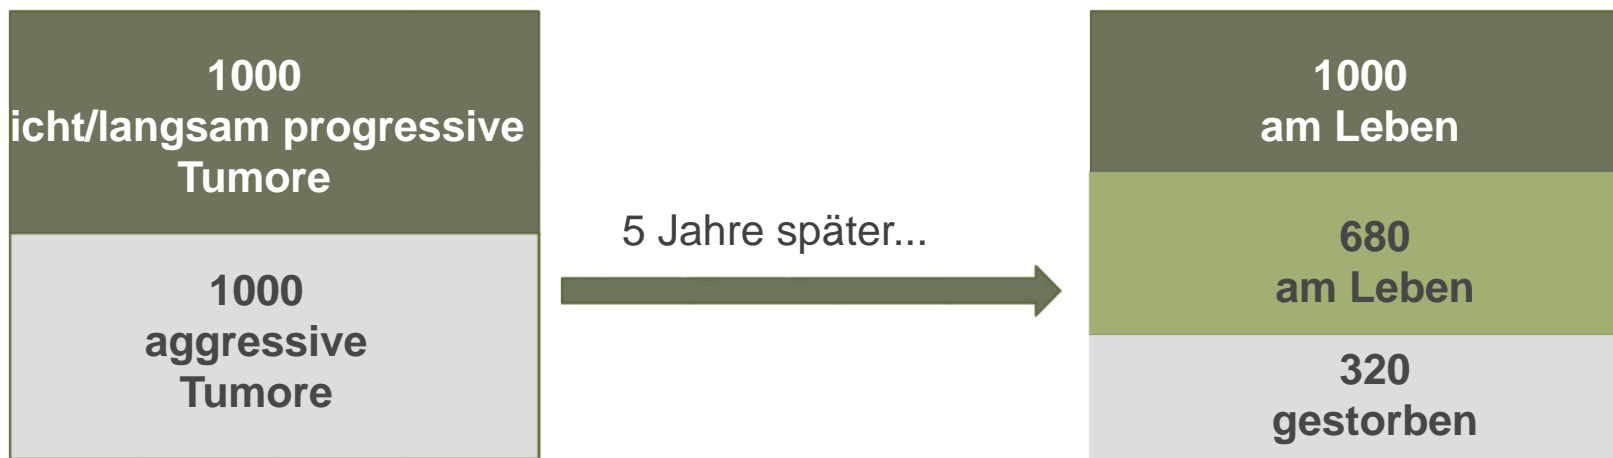 1000
icht/langsam progressive
Tumore
1000
aggressive
Tumore
5 Jahre später...
1000
am Leben
680
am Leben
320
gestorben